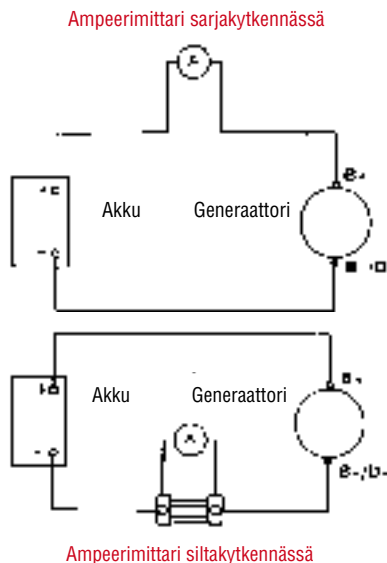 Ampeerimittari sarjakytkennässä
A
Akku Generaattori
Akku Generaattori
A
Ampeerimittari siltakytkennässä